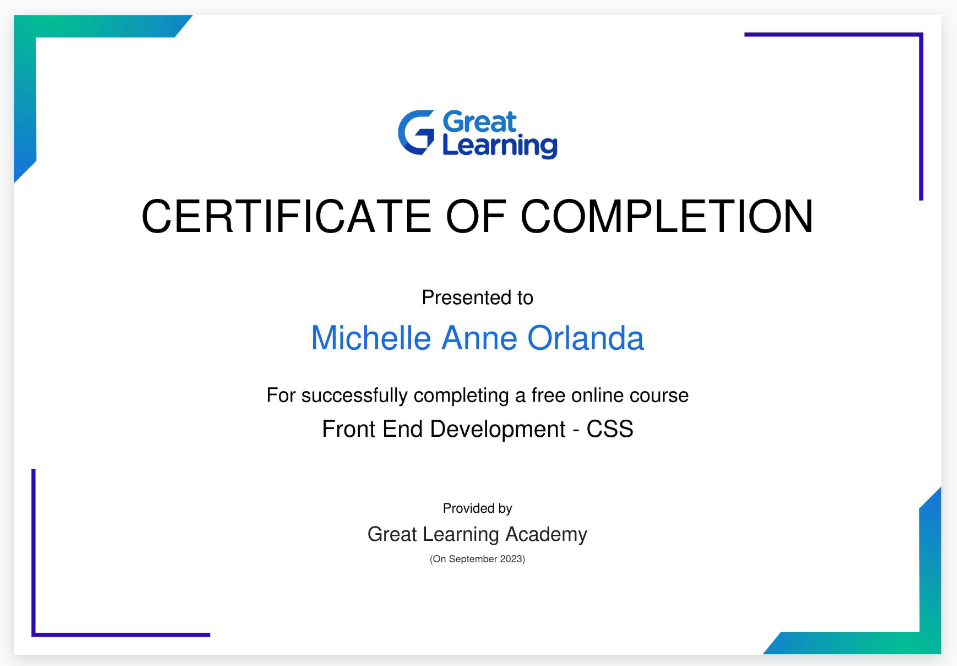 Great
Learning
CERTIFICATE OF COMPLETION
Presented to
Michelle Anne Orlanda
For successfully completing a free online course
Front End Development - CSS
Provided by
Great Learning Academy
(On September 2023)